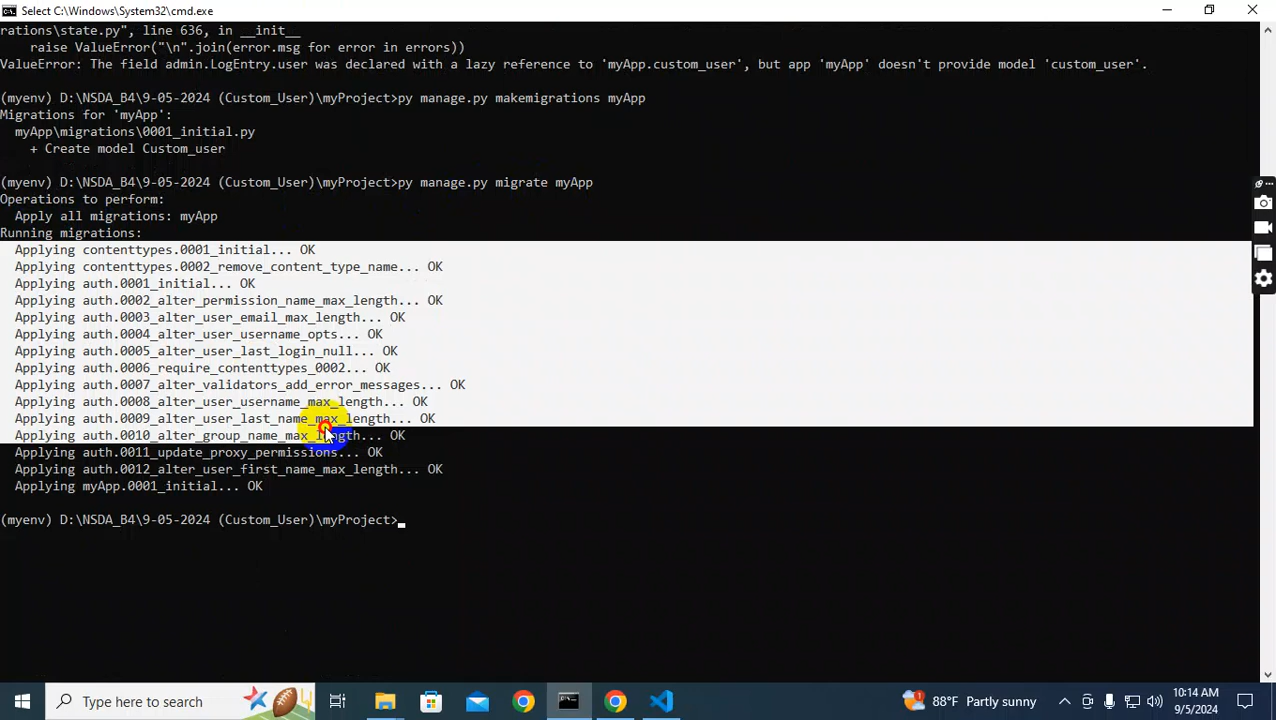 Select C:\Windows\System32\cmd.exe
rations\state.py", line 636, in __init__
raise ValueError("\n".join(error.msg for error in errors))
ValueError: The field admin.LogEntry.user was declared with a lazy reference to 'myApp.custom_user', but app 'myApp' doesn't provide model 'custom_user'.
(myenv) D:\NSDA_B4\9-05-2024 (Custom_User)\myProject>py manage.py makemigrations myApp
Migrations for 'myApp':
myApp\migrations\0001_initial.py
+ Create model Custom_user
(myenv) D:\NSDA_B4\9-05-2024 (Custom_User)\myProject>py manage.py migrate myApp
Operations to perform:
Apply all migrations: myApp
Running migrations:
Applying contenttypes.0001_initial... OK
Applying contenttypes.0002_remove_content_type_name... OK
Applying auth.0001_initial... OK
Applying auth.0002_alter_permission_name_max_length... OK
Applying auth.0003_alter_user_email_max_length... OK
Applying auth.0004_alter_user_username_opts... OK
Applying auth.0005_alter_user_last_login_null... OK
Applying auth.0006_require_contenttypes_0002... OK
Applying auth.0007_alter_validators_add_error_messages... OK
Applying auth.0008_alter_user_username_max_length... OK
Applying auth.0009_alter_user_last_name_max_length... OK
Applying auth.0010_alter_group_name_max_length... OK
Applying auth.0011_update_proxy_permissions... OK
Applying auth.0012_alter_user_first_name_max_length... OK
Applying myApp.0001_initial... OK
(myenv) D:\NSDA_B4\9-05-2024 (Custom_User)\myProject>
Type here to search
1
88°F Partly sunny
10:14 AM
9/5/2024